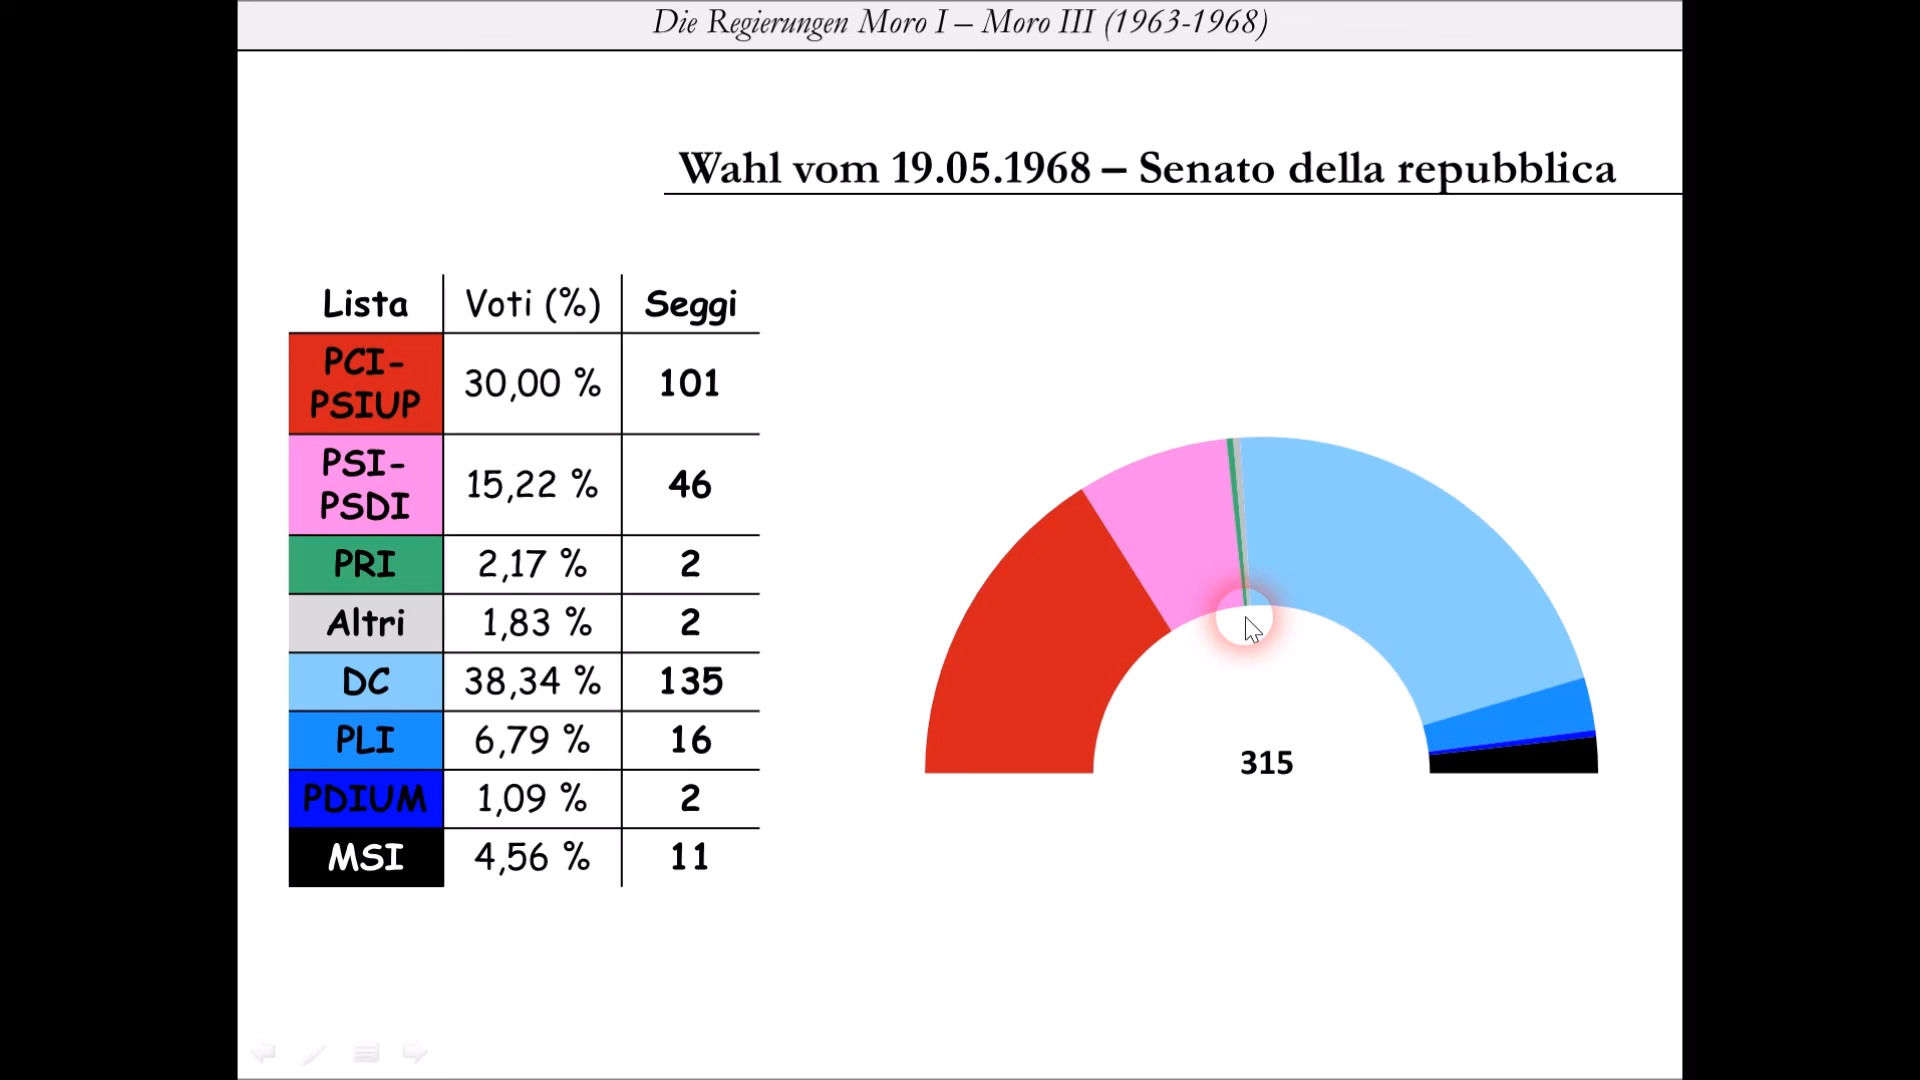 Die Regierungen Moro I – Moro III (1963-1968)
Wahl vom 19.05.1968 – Senato della repubblica
Lista Voti (%) Seggi
PCI-
PSIUP 30,00 % 101
PSI-
PSDI 15,22 % 46
PRI 2,17 % 2
Altri 1,83 % 2
DC 38,34 % 135
PLI 6,79 % 16
PDIUM 1,09 % 2
MSI 4,56 % 11
315